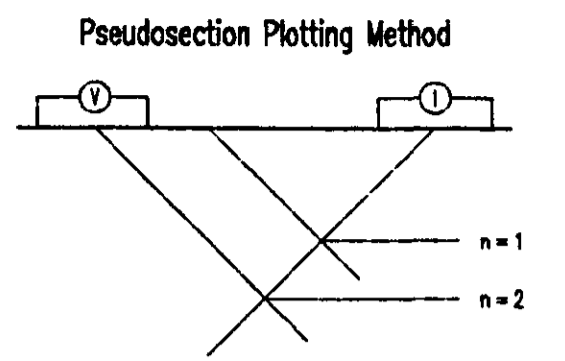 Pseudosection Plotting Method
V
I
n = 1
n = 2